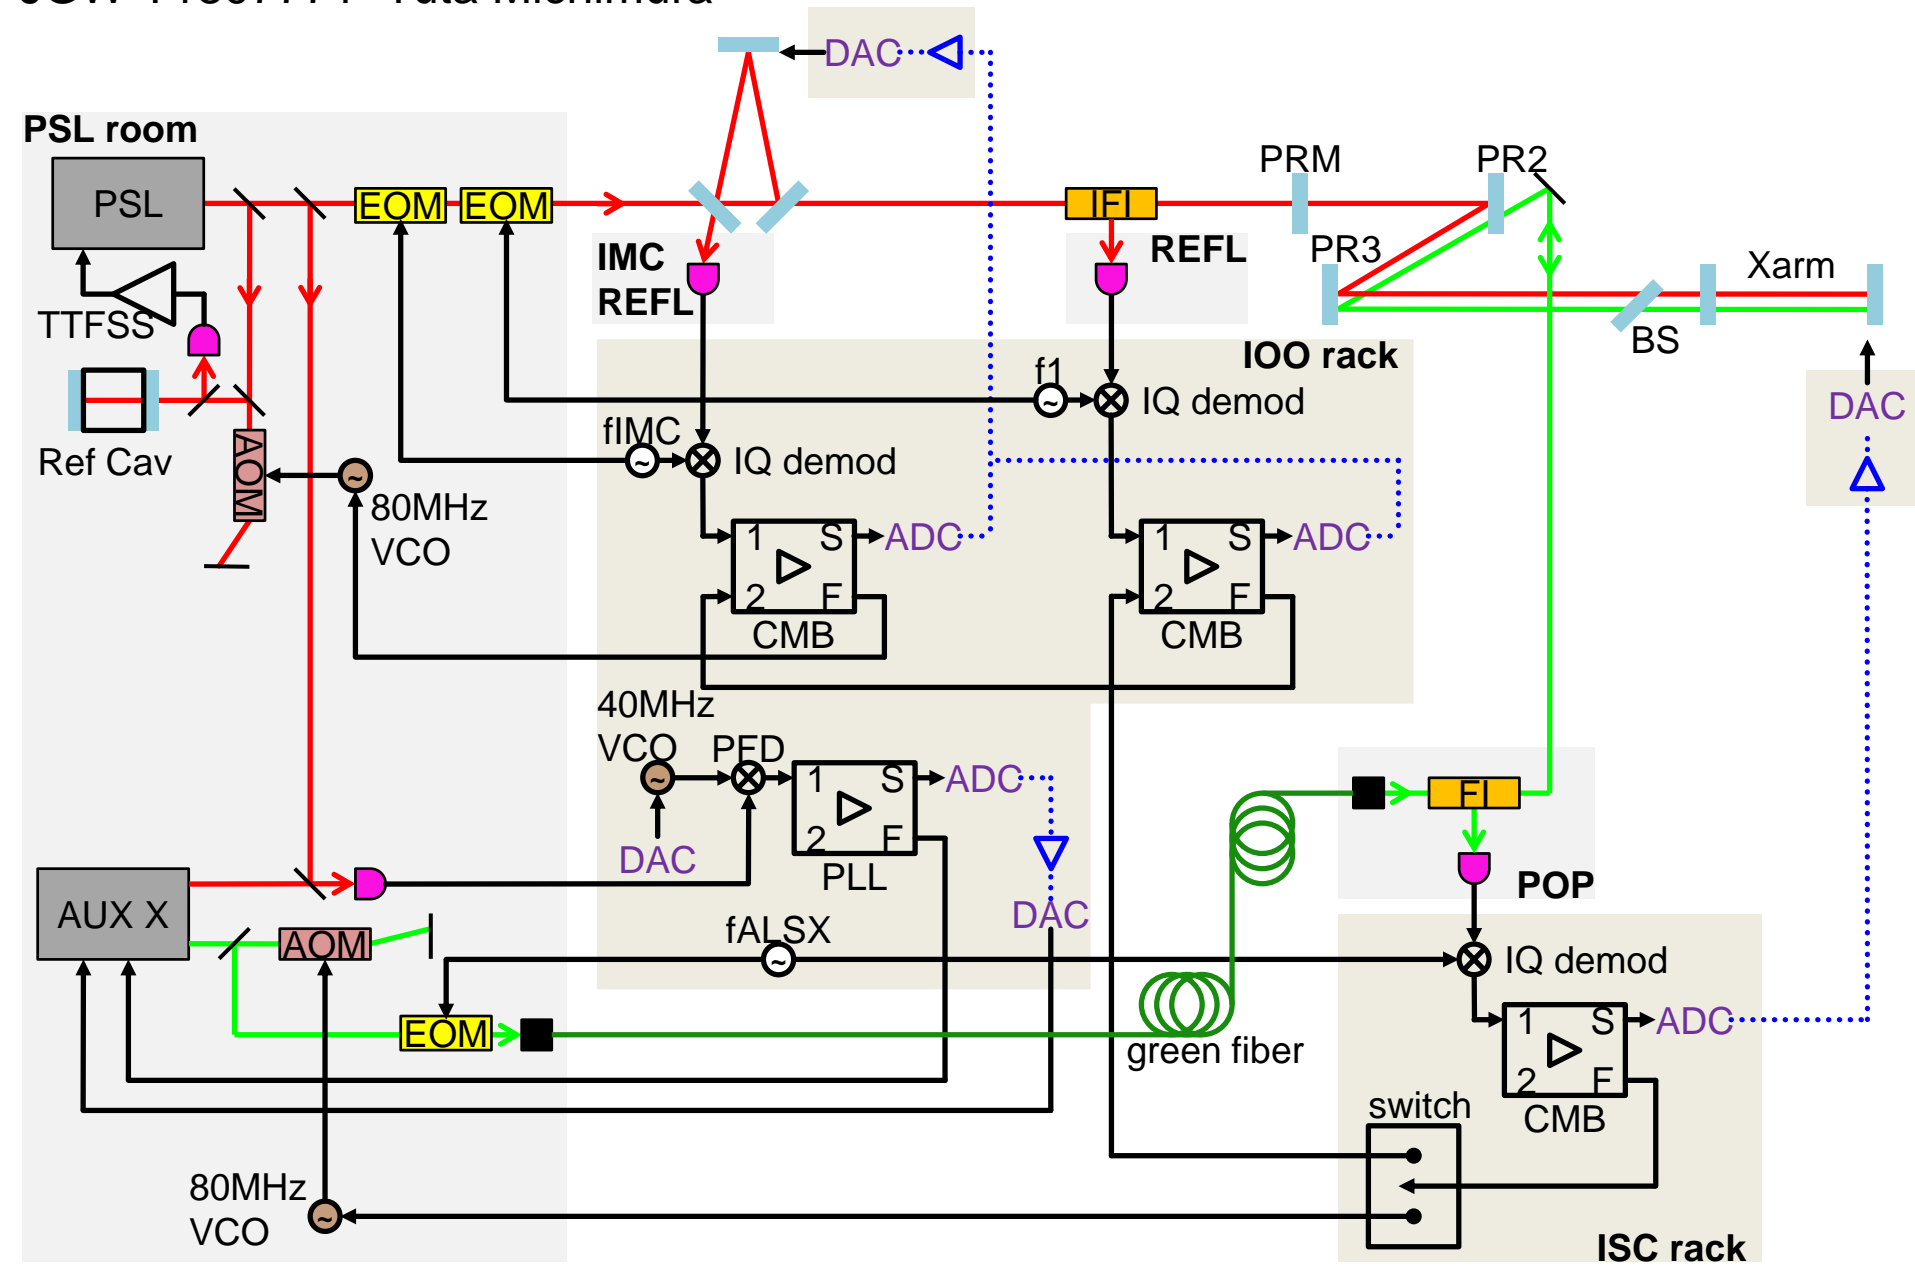 DAC
PSL room
PRM
PR2
PSL
EOM
EOM
IFI
IMC
REFL
REFL
PR3
Xarm
TTFSS
BS
IOO rack
f1
IQ demod
DAC
fIMC
IQ demod
Ref Cav
AOM
80MHz
VCO
1
S
ADC
2
F
CMB
1
S
ADC
2
F
CMB
40MHz
VCO
PFD
1
S
ADC
2
F
PLL
DAC
FI
POP
AUX X
DAC
fALSX
AOM
IQ demod
EOM
green fiber
1
S
ADC
2
F
CMB
switch
80MHz
VCO
ISC rack